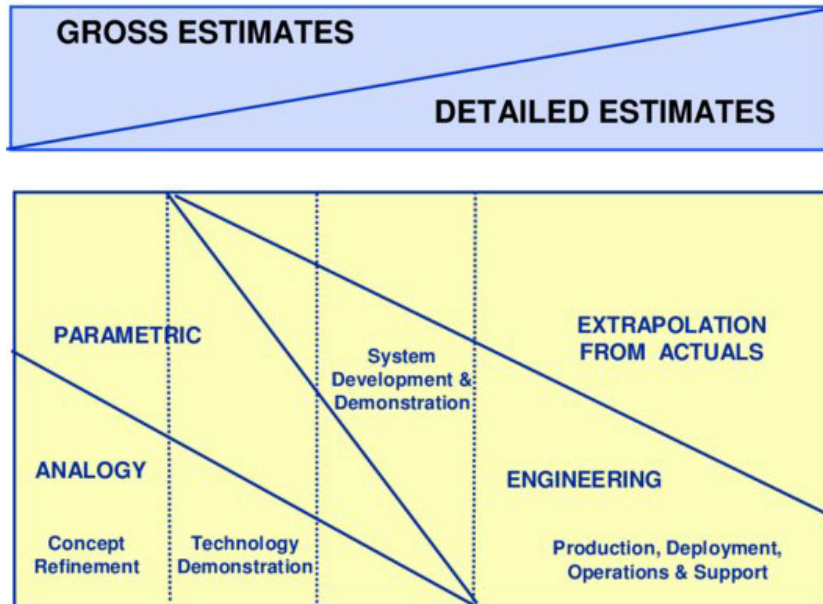 GROSS ESTIMATES
DETAILED ESTIMATES
PARAMETRIC
EXTRAPOLATION
FROM ACTUALS
System
Development &
Demonstration
ANALOGY
ENGINEERING
Concept
Refinement
Technology
Demonstration
Production, Deployment,
Operations & Support